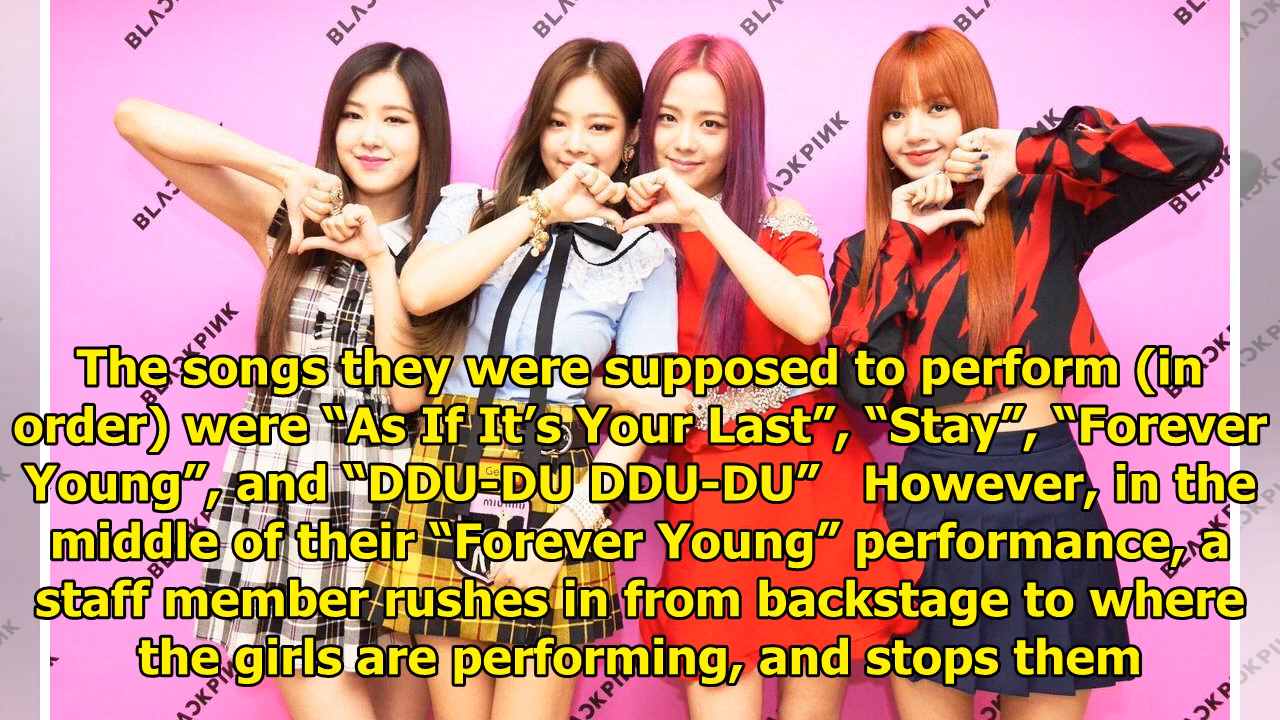 BLACKPINK
The songs they were supposed to perform (in
order) were “As If It’s Your Last”, “Stay”, “Forever
Young”, and “DDU-DU DDU-DU”   However, in the
middle of their “Forever Young” performance, a
staff member rushes in from backstage to where
the girls are performing, and stops them